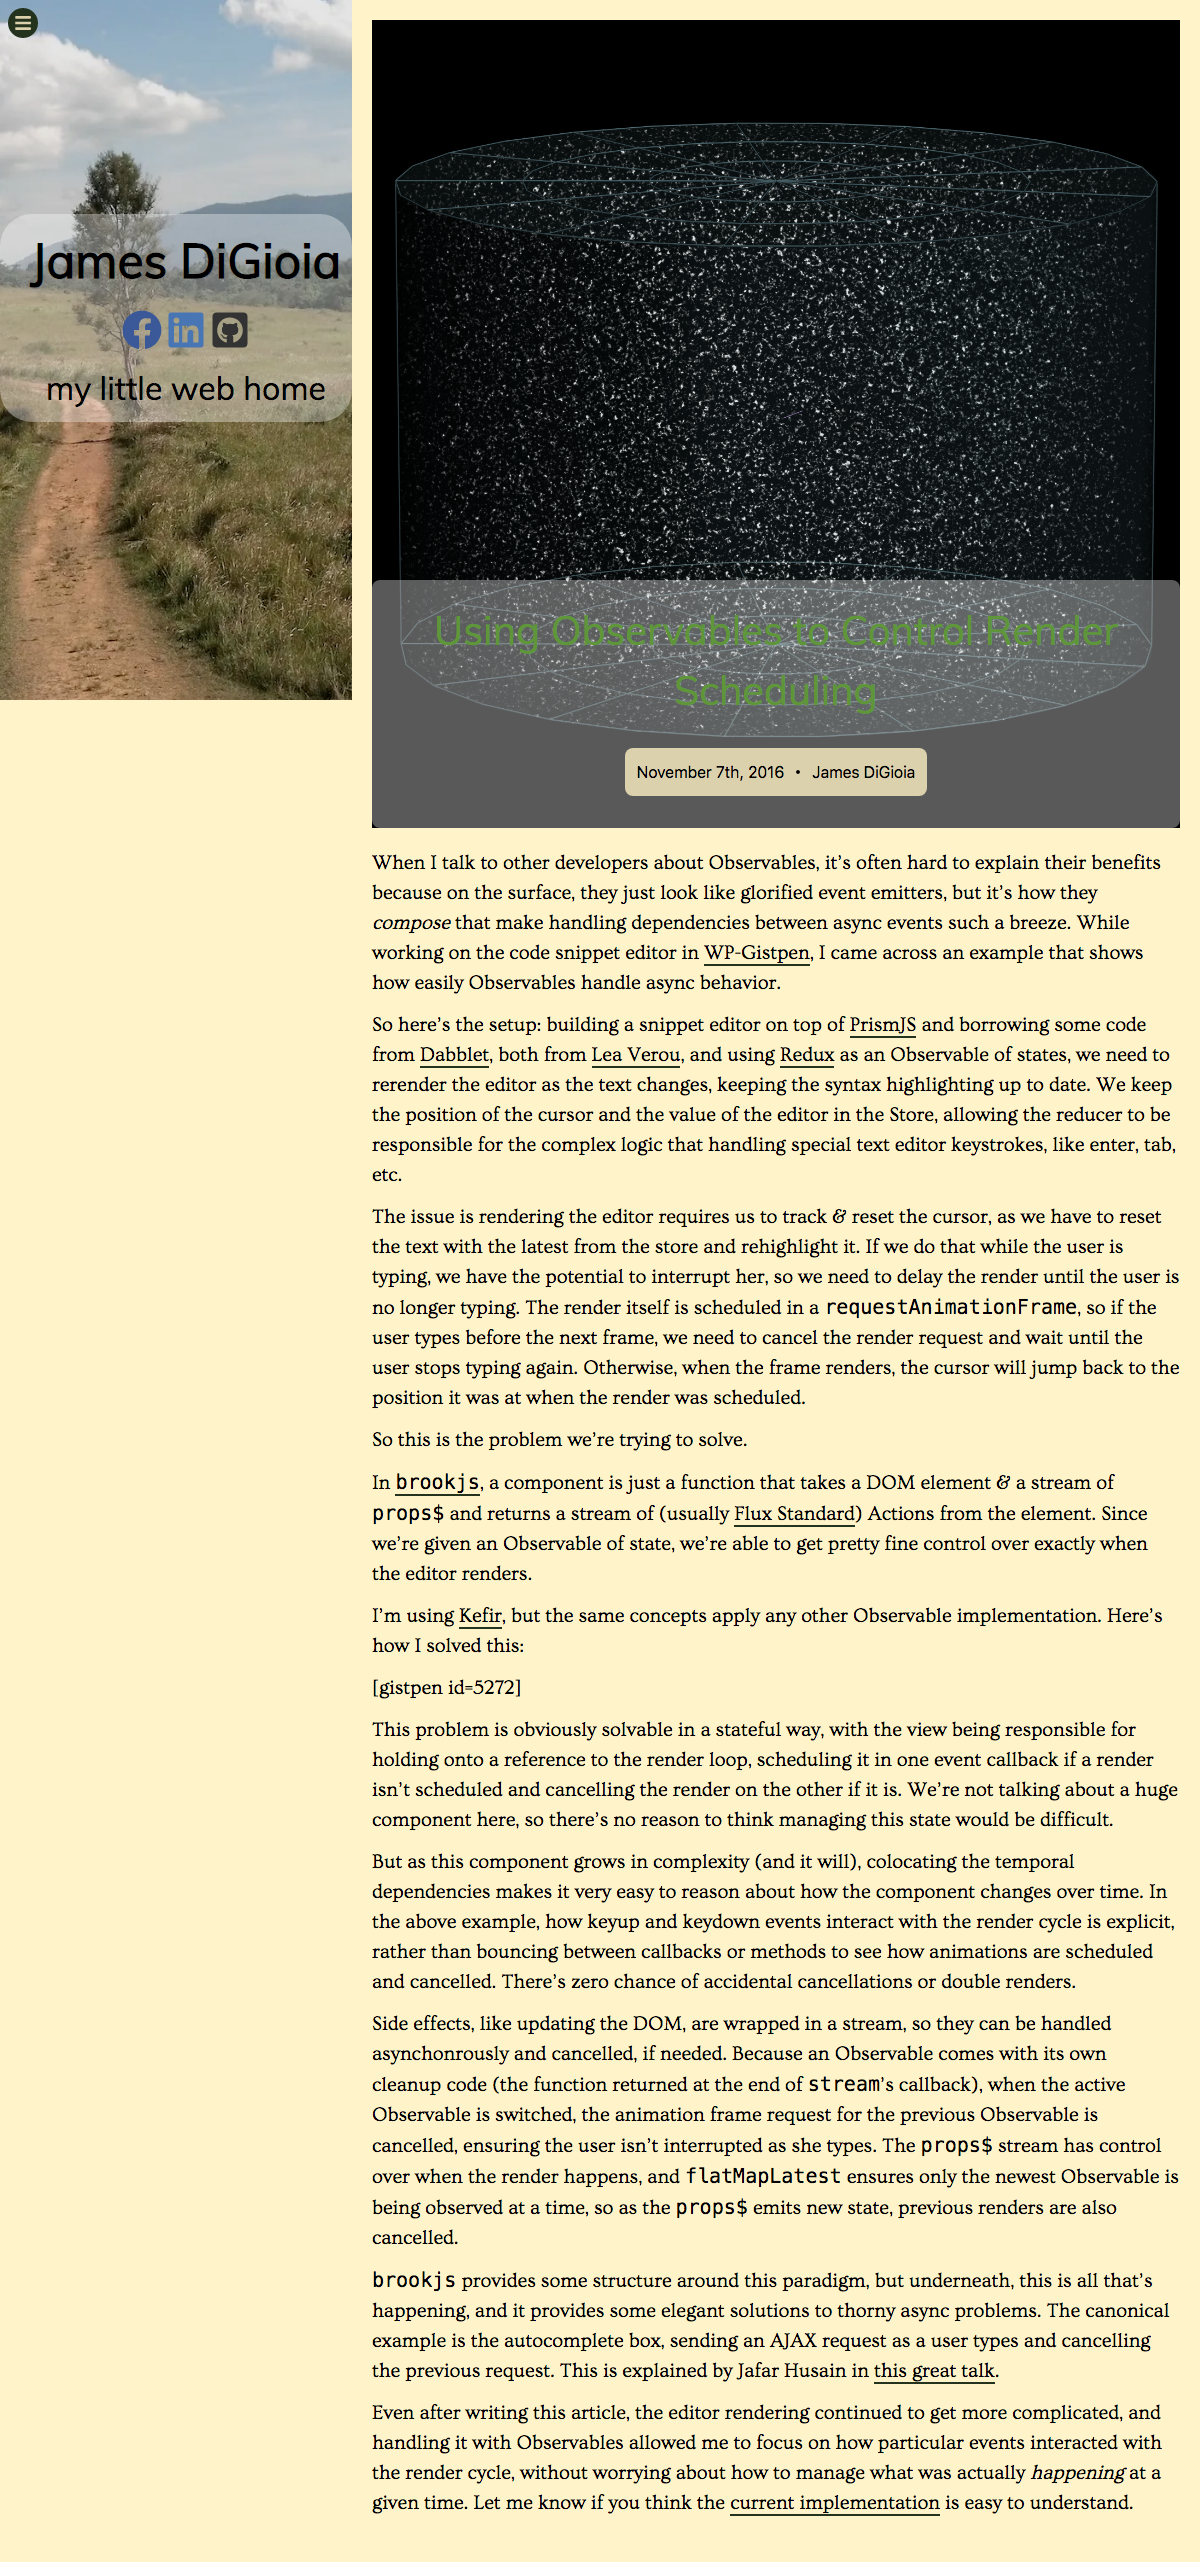 James DiGioia
my little web home
Using Observables to Control Render
Scheduling
November 7th, 2016 • James DiGioia
When I talk to other developers about Observables, it’s often hard to explain their benefits
because on the surface, they just look like glorified event emitters, but it’s how they
compose that make handling dependencies between async events such a breeze. While
working on the code snippet editor in WP-Gistpen, I came across an example that shows
how easily Observables handle async behavior.
So here’s the setup: building a snippet editor on top of PrismJS and borrowing some code
from Dabblet, both from Lea Verou, and using Redux as an Observable of states, we need to
rerender the editor as the text changes, keeping the syntax highlighting up to date. We keep
the position of the cursor and the value of the editor in the Store, allowing the reducer to be
responsible for the complex logic that handling special text editor keystrokes, like enter, tab,
etc.
The issue is rendering the editor requires us to track & reset the cursor, as we have to reset
the text with the latest from the store and rehighlight it. If we do that while the user is
typing, we have the potential to interrupt her, so we need to delay the render until the user is
no longer typing. The render itself is scheduled in a requestAnimationFrame, so if the
user types before the next frame, we need to cancel the render request and wait until the
user stops typing again. Otherwise, when the frame renders, the cursor will jump back to the
position it was at when the render was scheduled.
So this is the problem we’re trying to solve.
In brookjs, a component is just a function that takes a DOM element & a stream of
props$ and returns a stream of (usually Flux Standard) Actions from the element. Since
we’re given an Observable of state, we’re able to get pretty fine control over exactly when
the editor renders.
I’m using Kefir, but the same concepts apply any other Observable implementation. Here’s
how I solved this:
[gistpen id=5272]
This problem is obviously solvable in a stateful way, with the view being responsible for
holding onto a reference to the render loop, scheduling it in one event callback if a render
isn’t scheduled and cancelling the render on the other if it is. We’re not talking about a huge
component here, so there’s no reason to think managing this state would be difficult.
But as this component grows in complexity (and it will), colocating the temporal
dependencies makes it very easy to reason about how the component changes over time. In
the above example, how keyup and keydown events interact with the render cycle is explicit,
rather than bouncing between callbacks or methods to see how animations are scheduled
and cancelled. There’s zero chance of accidental cancellations or double renders.
Side effects, like updating the DOM, are wrapped in a stream, so they can be handled
asynchonrously and cancelled, if needed. Because an Observable comes with its own
cleanup code (the function returned at the end of stream’s callback), when the active
Observable is switched, the animation frame request for the previous Observable is
cancelled, ensuring the user isn’t interrupted as she types. The props$ stream has control
over when the render happens, and flatMapLatest ensures only the newest Observable is
being observed at a time, so as the props$ emits new state, previous renders are also
cancelled.
brookjs provides some structure around this paradigm, but underneath, this is all that’s
happening, and it provides some elegant solutions to thorny async problems. The canonical
example is the autocomplete box, sending an AJAX request as a user types and cancelling
the previous request. This is explained by Jafar Husain in this great talk.
Even after writing this article, the editor rendering continued to get more complicated, and
handling it with Observables allowed me to focus on how particular events interacted with
the render cycle, without worrying about how to manage what was actually happening at a
given time. Let me know if you think the current implementation is easy to understand.